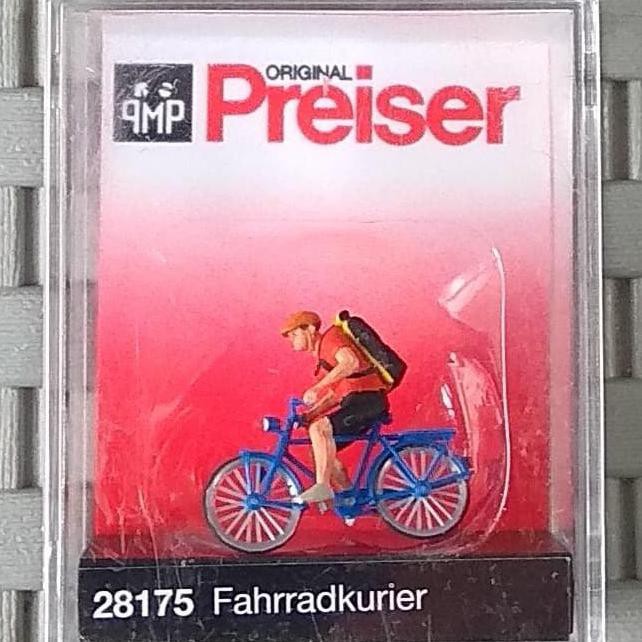 PMP
ORIGINAL
Preiser
28175 Fahrradkurier